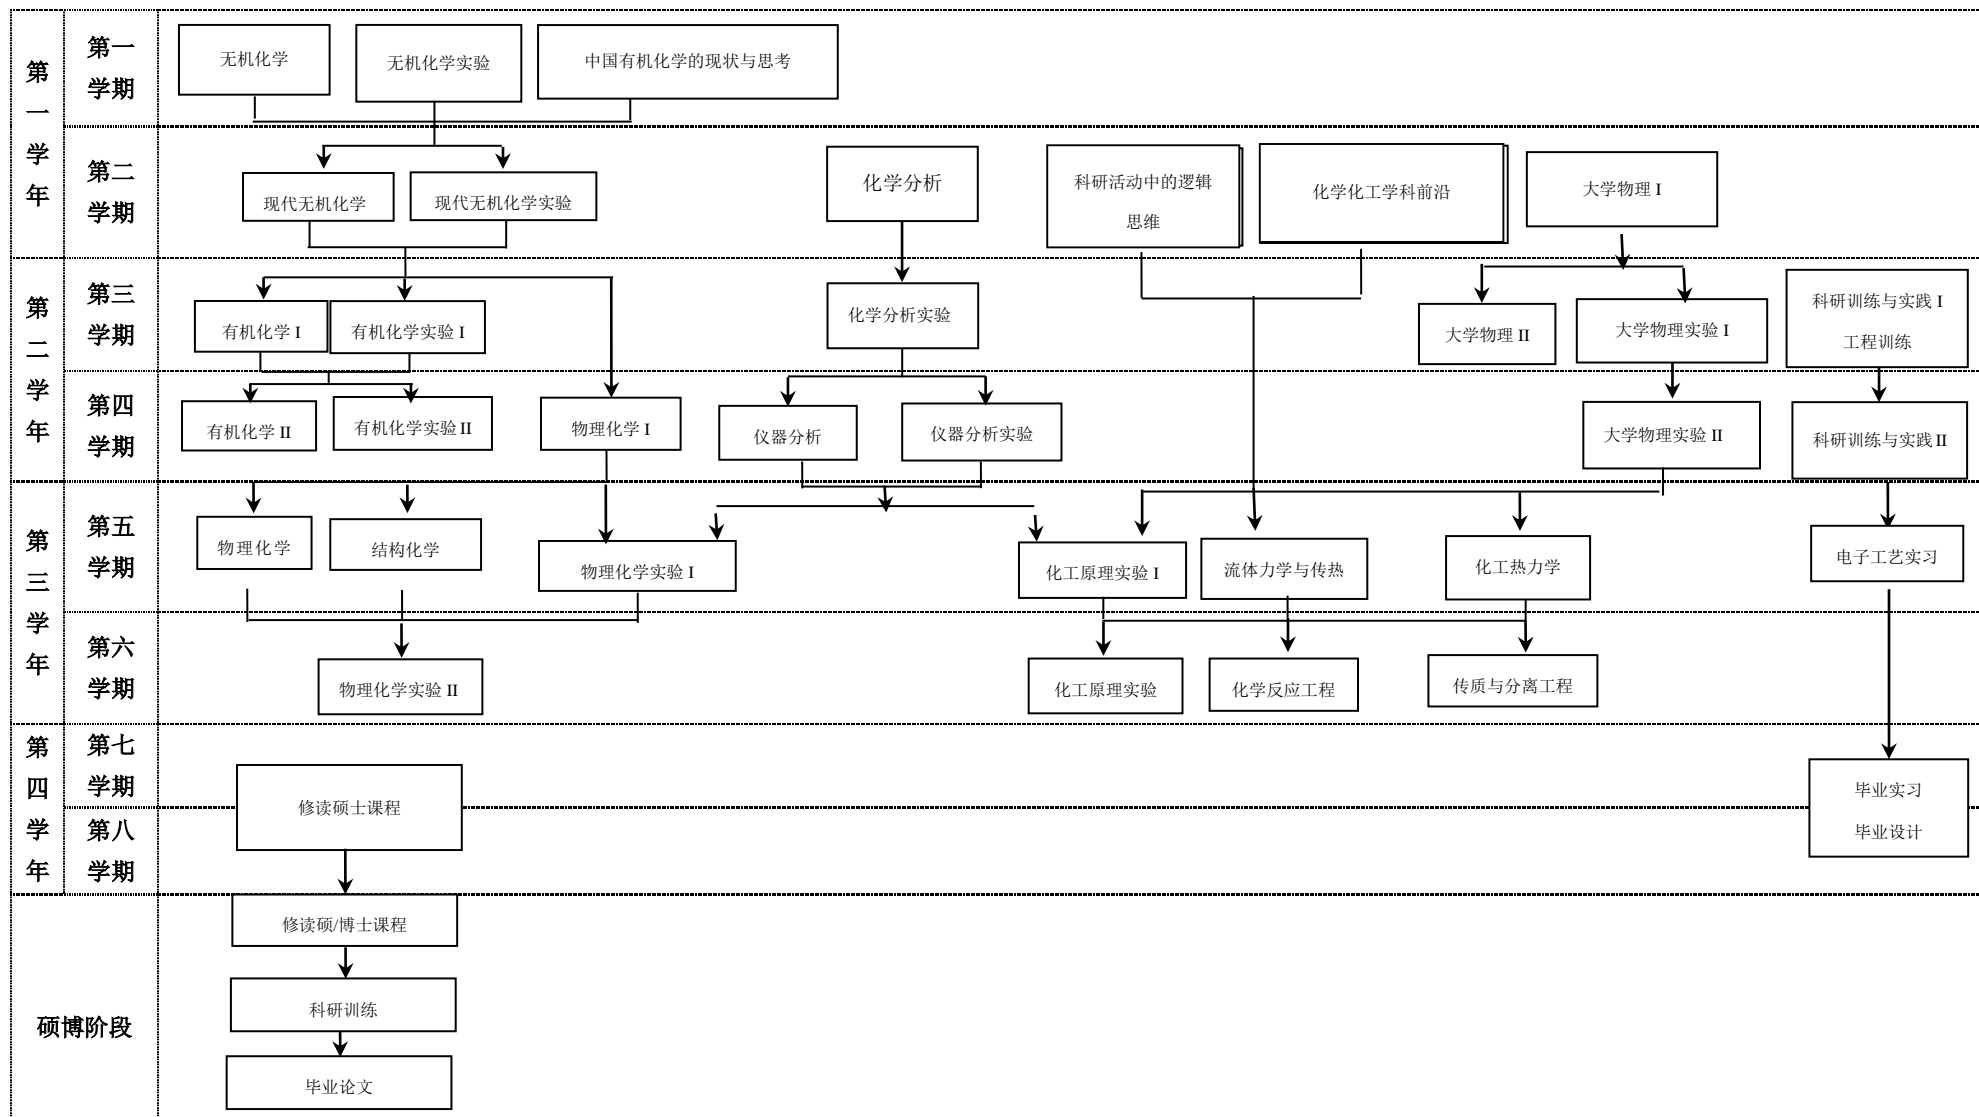 第一学年
第一
学期
无机化学
无机化学实验
中国有机化学的现状与思考
第二
学期
现代无机化学
现代无机化学实验
化学分析
科研活动中的逻辑
思维
化学化工学科前沿
大学物理 I
第二学年
第三
学期
有机化学 I
有机化学实验 I
化学分析实验
大学物理 II
大学物理实验 I
科研训练与实践 I
工程训练
第四
学期
有机化学 II
有机化学实验 II
物理化学 I
仪器分析
仪器分析实验
大学物理实验 II
科研训练与实践 II
第三学年
第五
学期
物理化学
结构化学
物理化学实验 I
化工原理实验 I
流体力学与传热
化工热力学
电子工艺实习
第六
学期
物理化学实验 II
化工原理实验
化学反应工程
传质与分离工程
第四学年
第七
学期
修读硕士课程
毕业实习
毕业设计
第八
学期
硕博阶段
修读硕/博士课程
科研训练
毕业论文